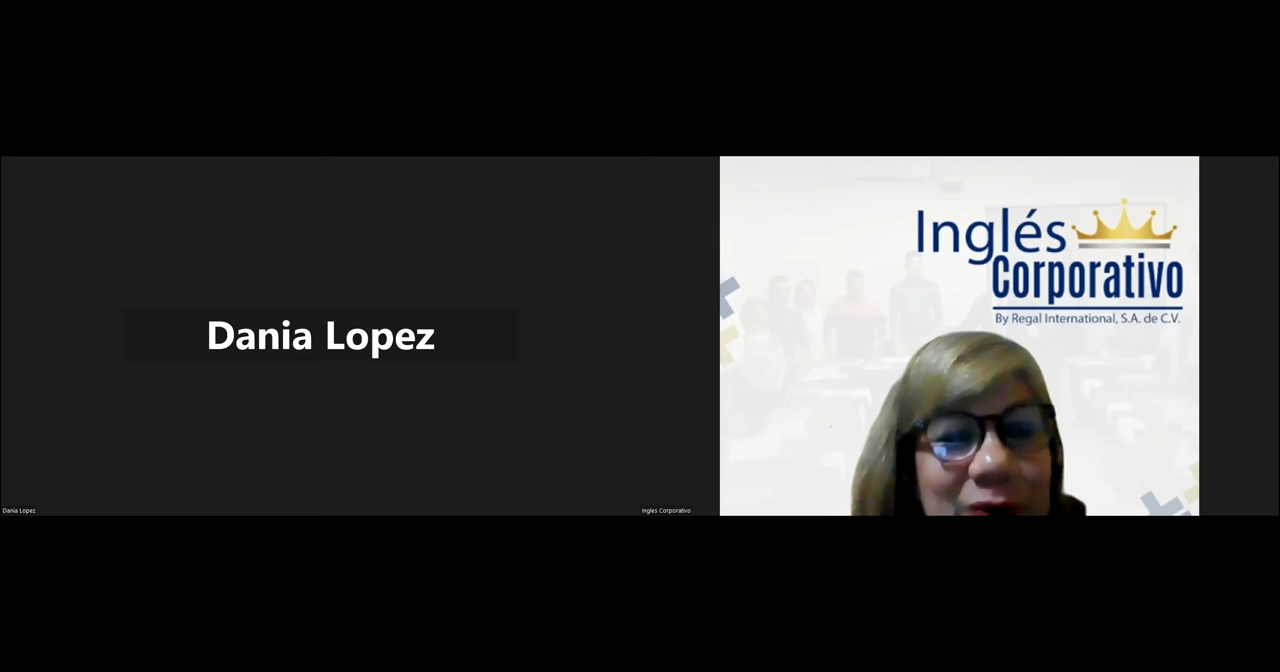 Dania Lopez
Inglés
Corporativo
By Regal International, S.A. de C.V.
Dania Lopez
Ingles Corporativo